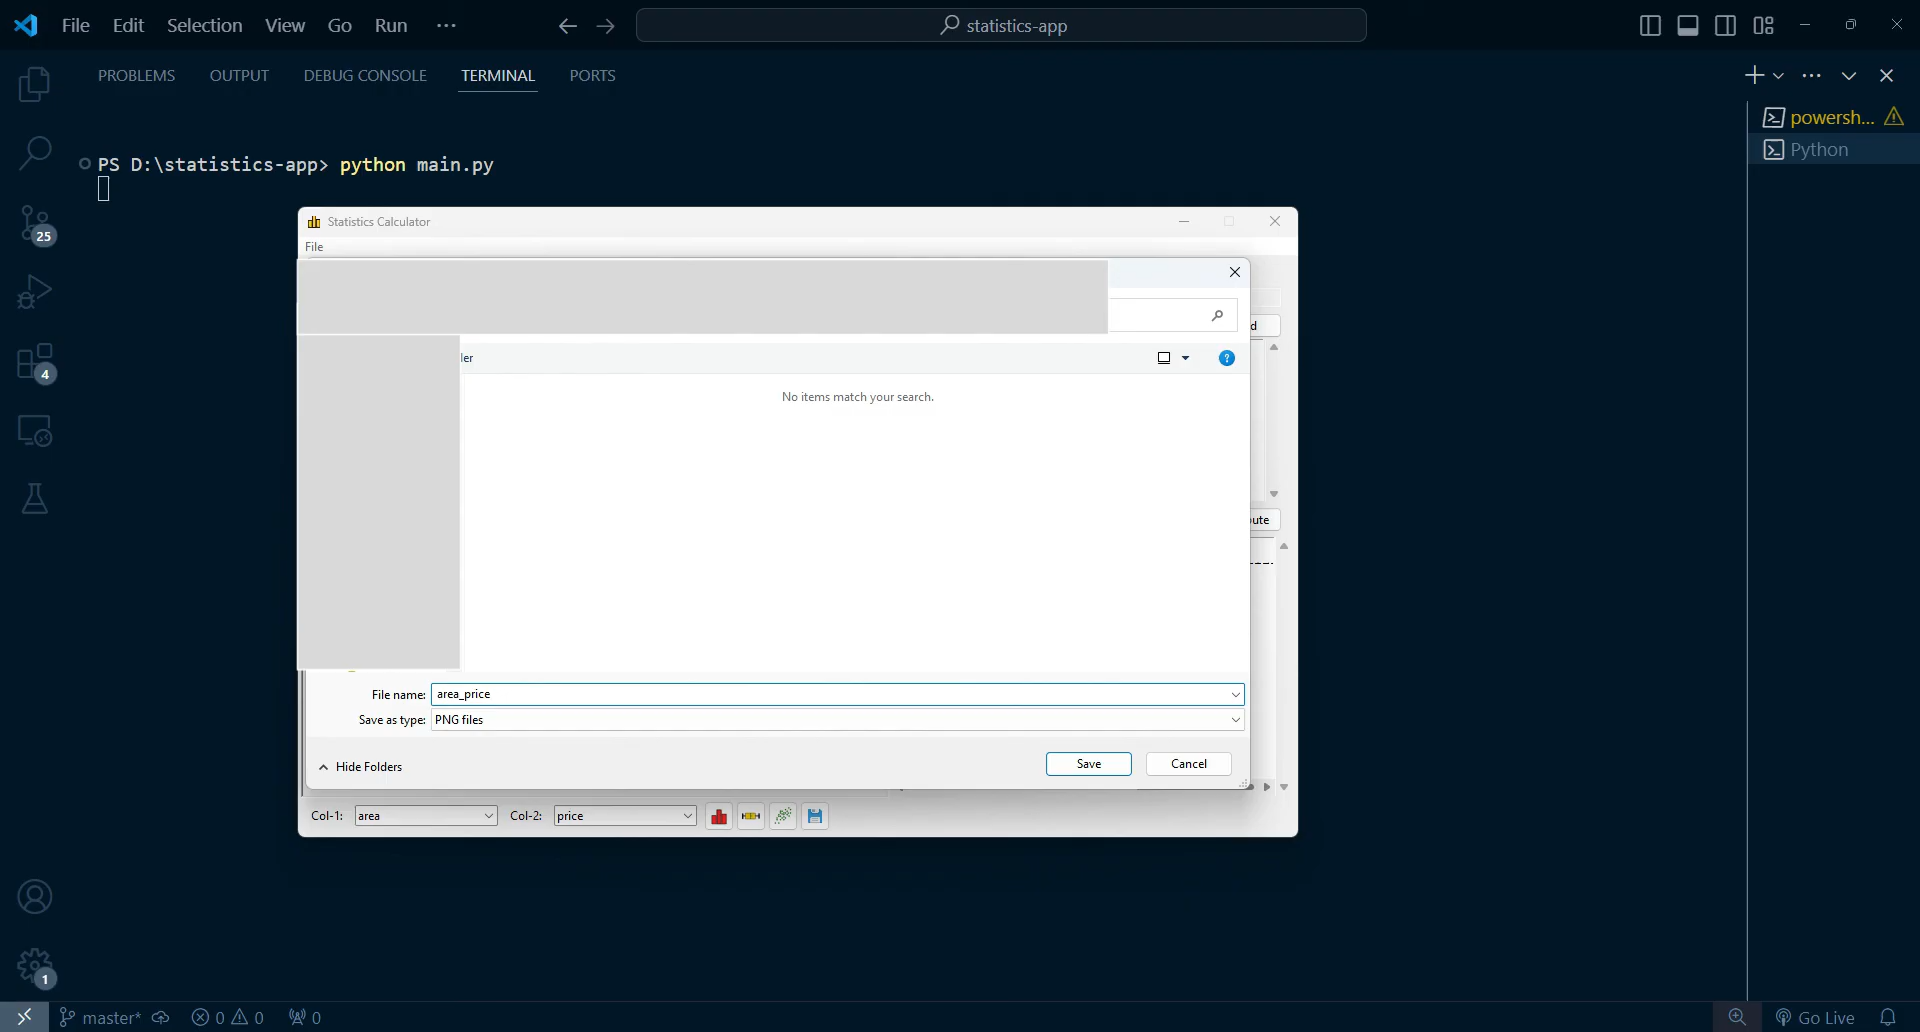 File Edit Selection View Go Run ··· statistics-app
PROBLEMS OUTPUT DEBUG CONSOLE TERMINAL PORTS
powersh...
Python
PS D:\statistics-app> python main.py
25
4
1
Statistics Calculator
File
d
ler
?
No items match your search.
ute
File name: area_price
Save as type: PNG files
Hide Folders
Save Cancel
Col-1: area Col-2: price
master* 0 0 0 Go Live